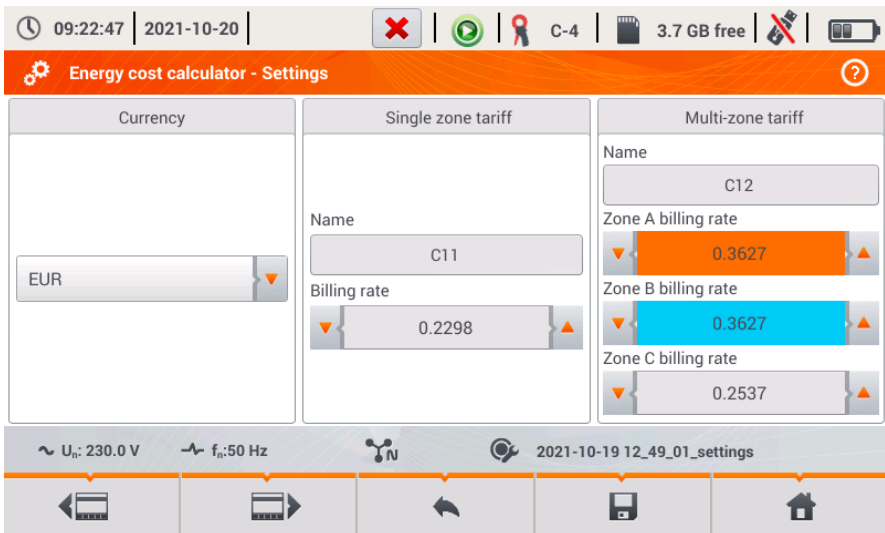 09:22:47 2021-10-20 C-4 3.7 GB free
Energy cost calculator - Settings ?
Currency
EUR
Single zone tariff
Name
C11
Billing rate
0.2298
Multi-zone tariff
Name
C12
Zone A billing rate
0.3627
Zone B billing rate
0.3627
Zone C billing rate
0.2537
Uₙ: 230.0 V fₙ:50 Hz N 2021-10-19 12_49_01_settings